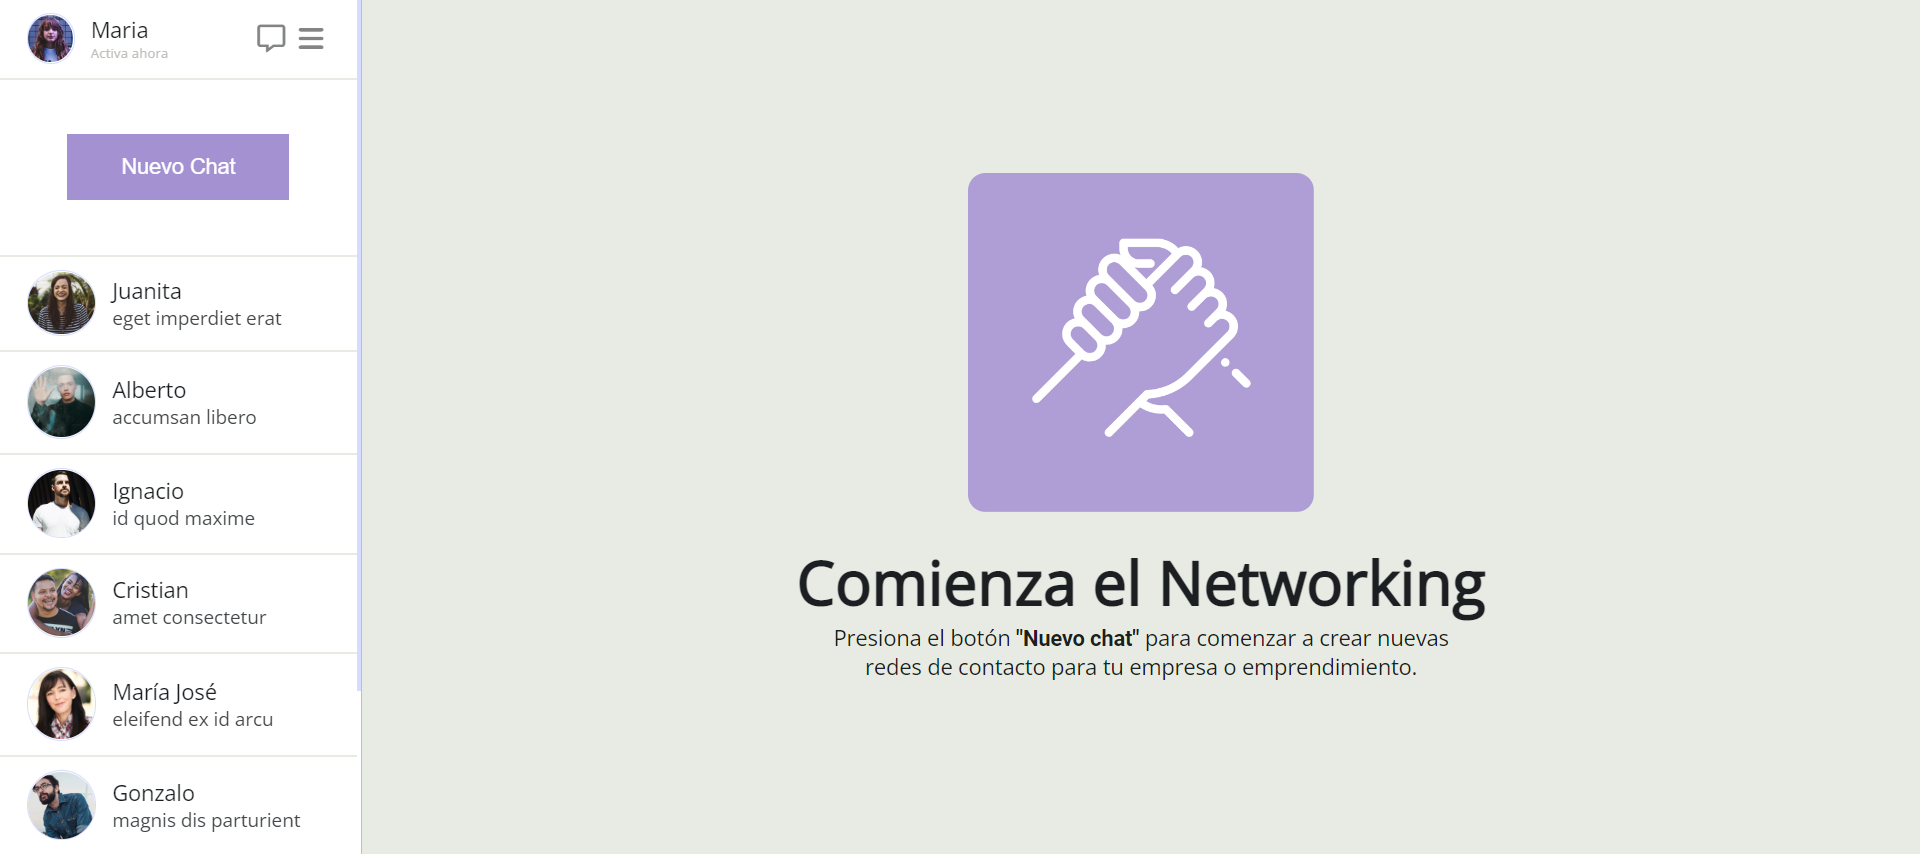 Maria
Activa ahora
Nuevo Chat
Juanita
eget imperdiet erat
Alberto
accumsan libero
Ignacio
id quod maxime
Cristian
amet consectetur
María José
eleifend ex id arcu
Gonzalo
magnis dis parturient
Comienza el Networking
Presiona el botón "Nuevo chat" para comenzar a crear nuevas
redes de contacto para tu empresa o emprendimiento.